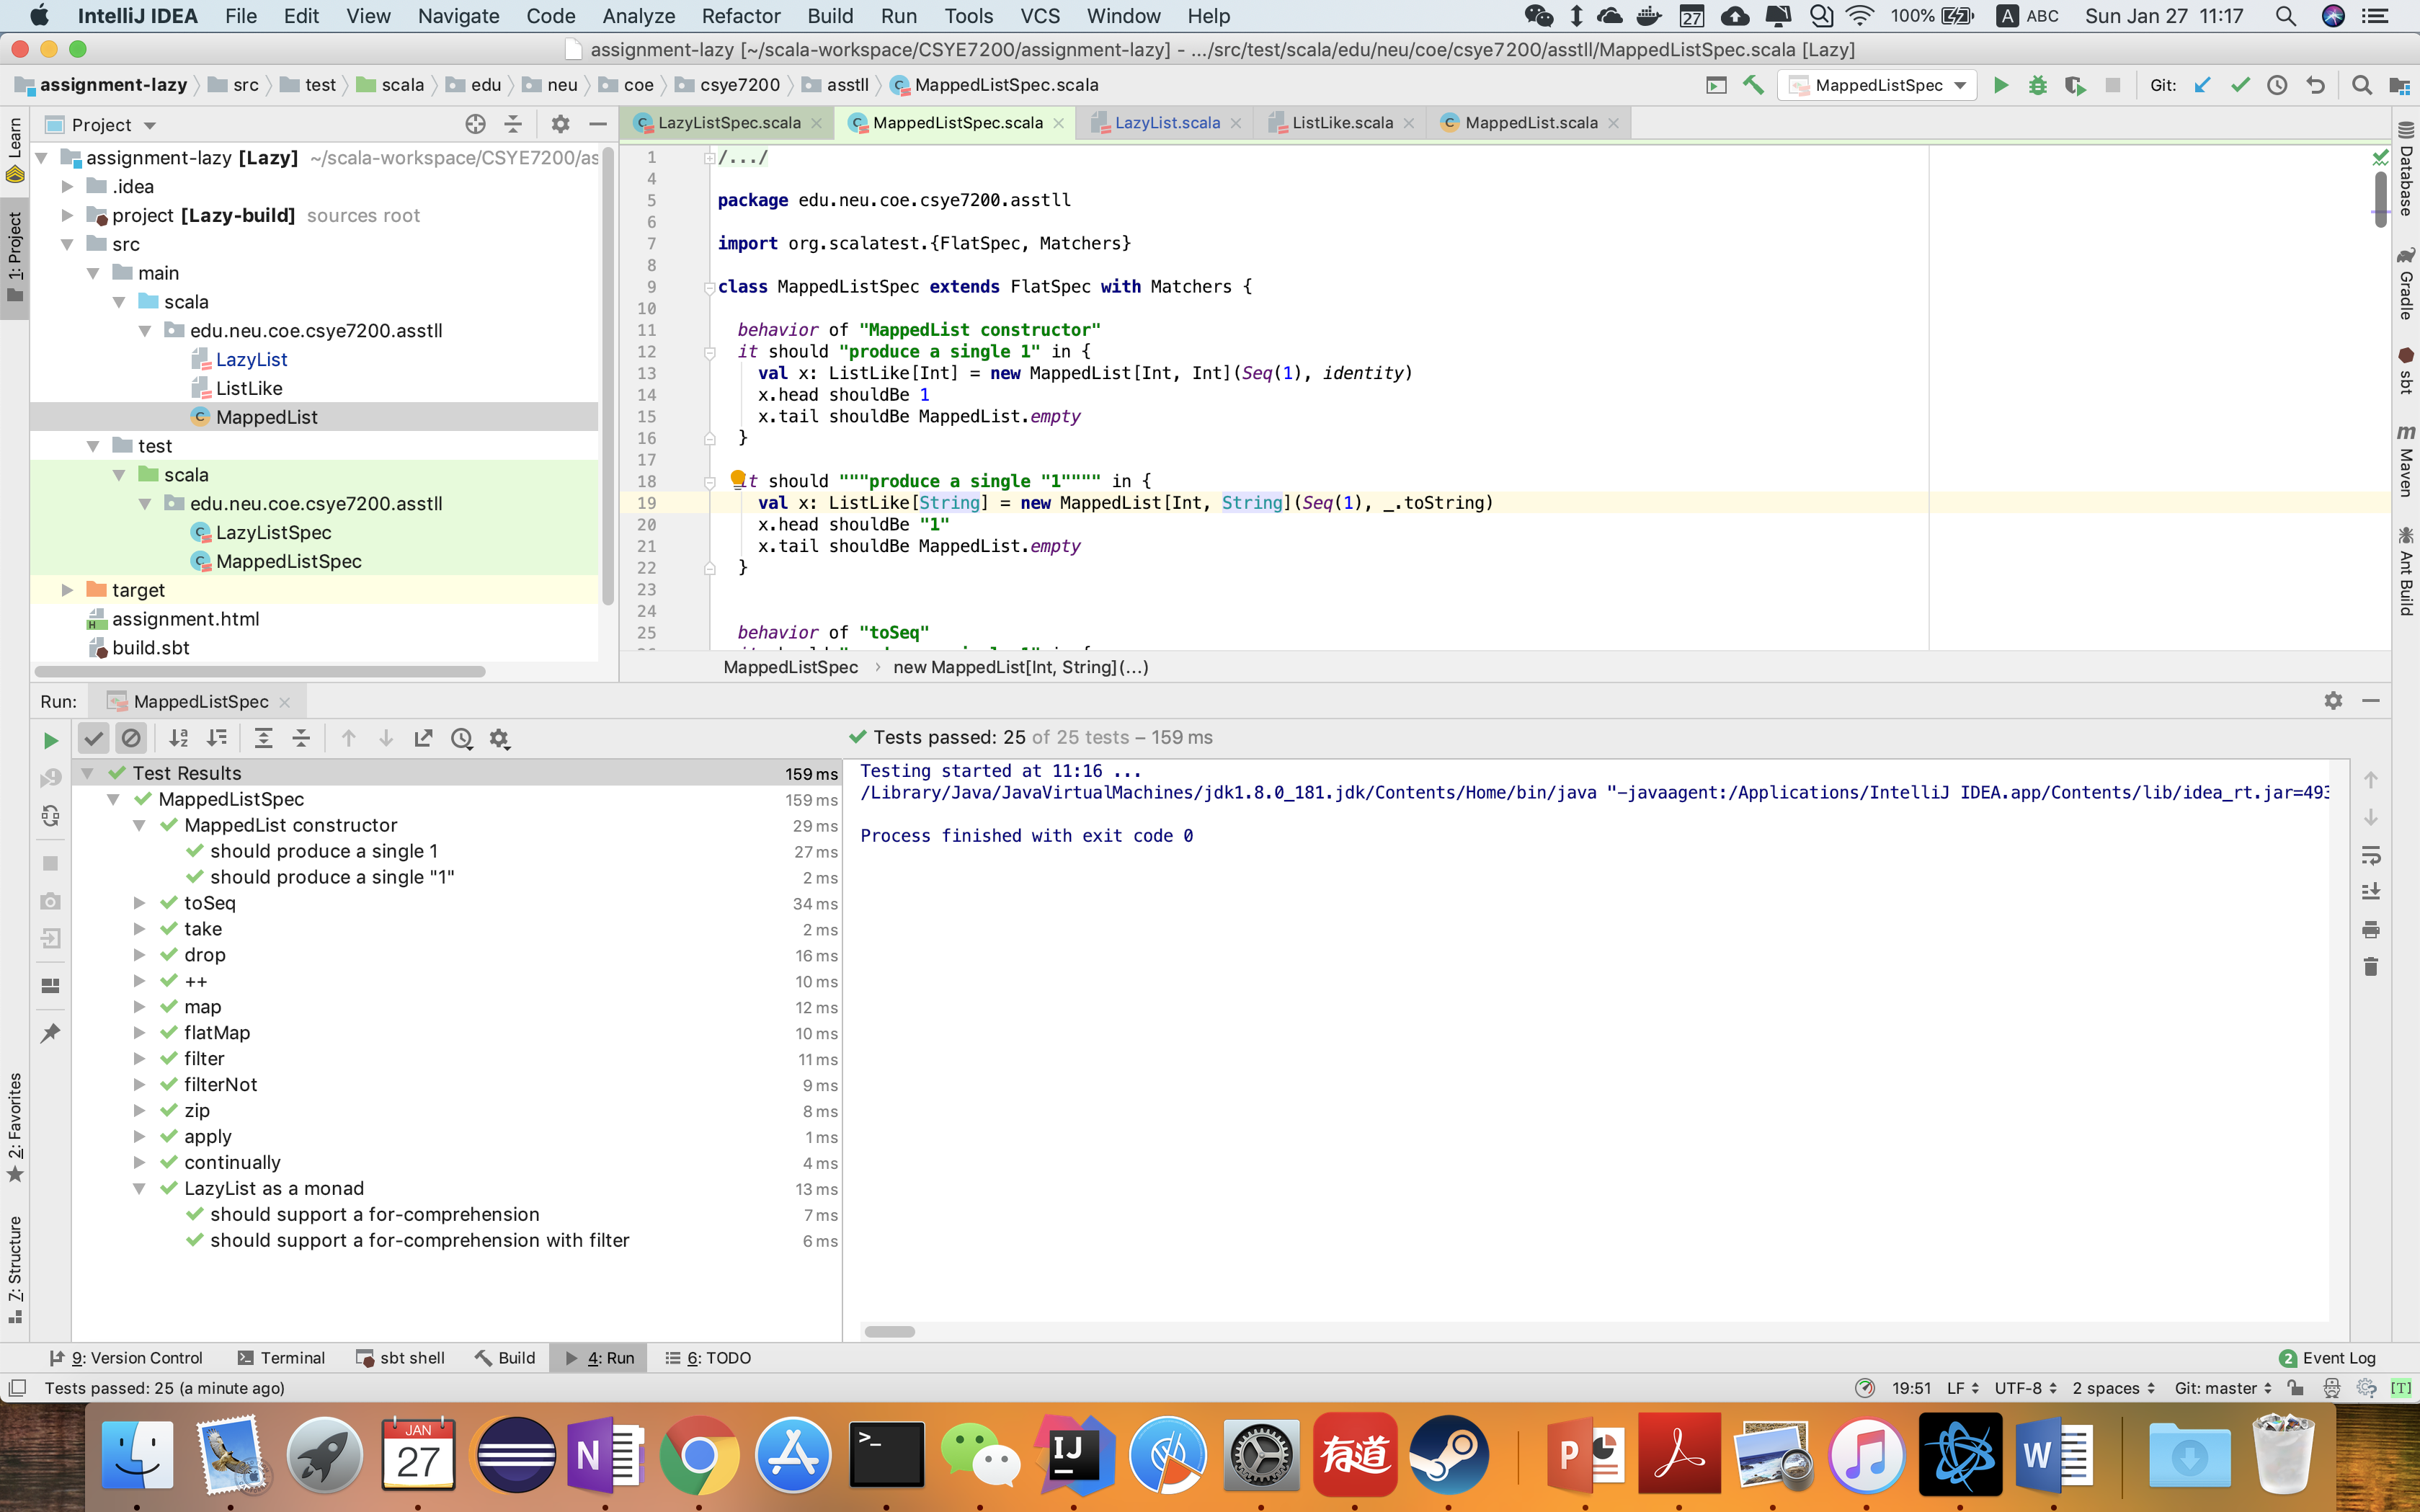 IntelliJ IDEA File Edit View Navigate Code Analyze Refactor Build Run Tools VCS Window Help 27 100% A ABC Sun Jan 27 11:17
assignment-lazy [~/scala-workspace/CSYE7200/assignment-lazy] - .../src/test/scala/edu/neu/coe/csye7200/asstll/MappedListSpec.scala [Lazy]
assignment-lazy src test scala edu neu coe csye7200 asstll MappedListSpec.scala MappedListSpec Git:
Learn
1: Project
2: Favorites
7: Structure
Project
assignment-lazy [Lazy] ~/scala-workspace/CSYE7200/as
.idea
project [Lazy-build] sources root
src
main
scala
edu.neu.coe.csye7200.asstll
LazyList
ListLike
MappedList
test
scala
edu.neu.coe.csye7200.asstll
LazyListSpec
MappedListSpec
target
assignment.html
build.sbt
LazyListSpec.scala MappedListSpec.scala LazyList.scala ListLike.scala MappedList.scala
1 /.../
4
5 package edu.neu.coe.csye7200.asstll
6
7 import org.scalatest.{FlatSpec, Matchers}
8
9 class MappedListSpec extends FlatSpec with Matchers {
10
11 behavior of "MappedList constructor"
12 it should "produce a single 1" in {
13 val x: ListLike[Int] = new MappedList[Int, Int](Seq(1), identity)
14 x.head shouldBe 1
15 x.tail shouldBe MappedList.empty
16 }
17
18 it should """produce a single "1"""" in {
19 val x: ListLike[String] = new MappedList[Int, String](Seq(1), _.toString)
20 x.head shouldBe "1"
21 x.tail shouldBe MappedList.empty
22 }
23
24
25 behavior of "toSeq"
MappedListSpec new MappedList[Int, String](...)
Database
Gradle
sbt
Maven
Ant Build
Run: MappedListSpec
Tests passed: 25 of 25 tests – 159 ms
Test Results 159 ms
MappedListSpec 159 ms
MappedList constructor 29 ms
should produce a single 1 27 ms
should produce a single "1" 2 ms
toSeq 34 ms
take 2 ms
drop 16 ms
++ 10 ms
map 12 ms
flatMap 10 ms
filter 11 ms
filterNot 9 ms
zip 8 ms
apply 1 ms
continually 4 ms
LazyList as a monad 13 ms
should support a for-comprehension 7 ms
should support a for-comprehension with filter 6 ms
Testing started at 11:16 ...
/Library/Java/JavaVirtualMachines/jdk1.8.0_181.jdk/Contents/Home/bin/java "-javaagent:/Applications/IntelliJ IDEA.app/Contents/lib/idea_rt.jar=493
Process finished with exit code 0
9: Version Control Terminal sbt shell Build 4: Run 6: TODO 2 Event Log
Tests passed: 25 (a minute ago) 19:51 LF UTF-8 2 spaces Git: master [T]
JAN
27
N
>_
IJ
有道
P
W